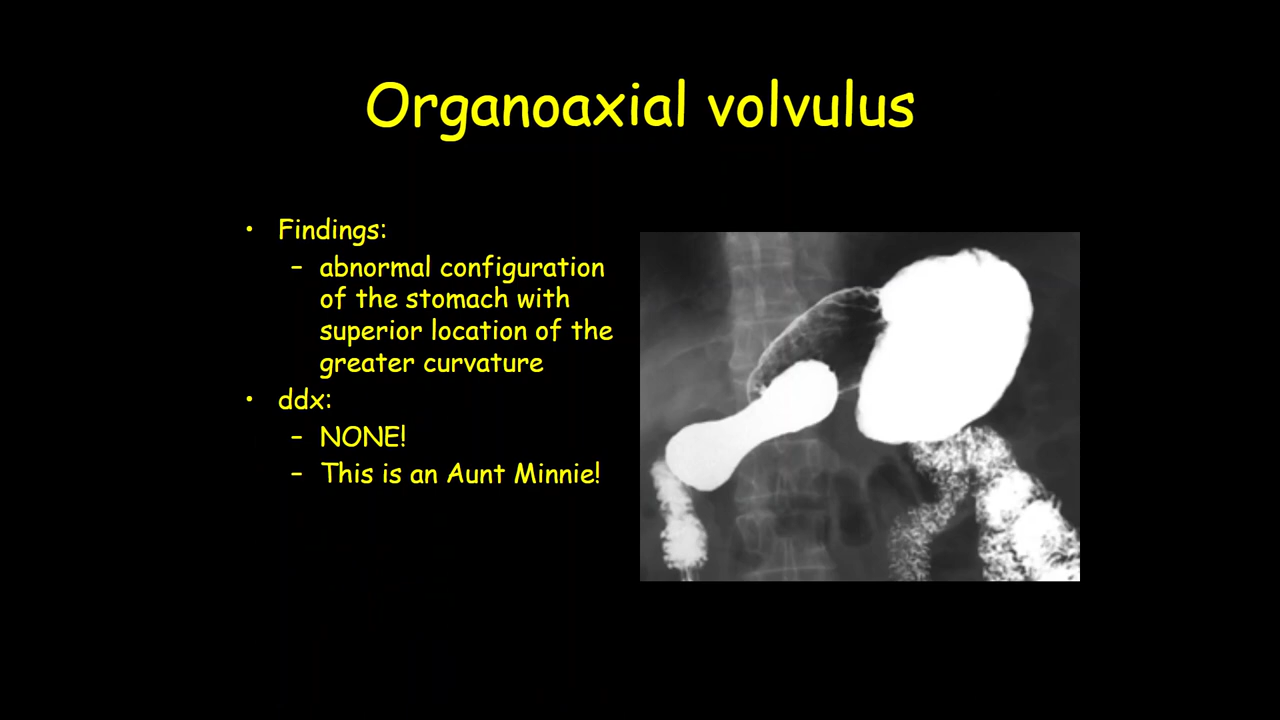 Organoaxial volvulus
• Findings:
– abnormal configuration
of the stomach with
superior location of the
greater curvature
• ddx:
– NONE!
– This is an Aunt Minnie!